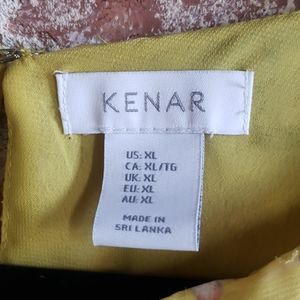 KENAR
US: XL
CA: XL/TG
UK: XL
EU: XL
AU: XL
MADE IN
SRI LANKA